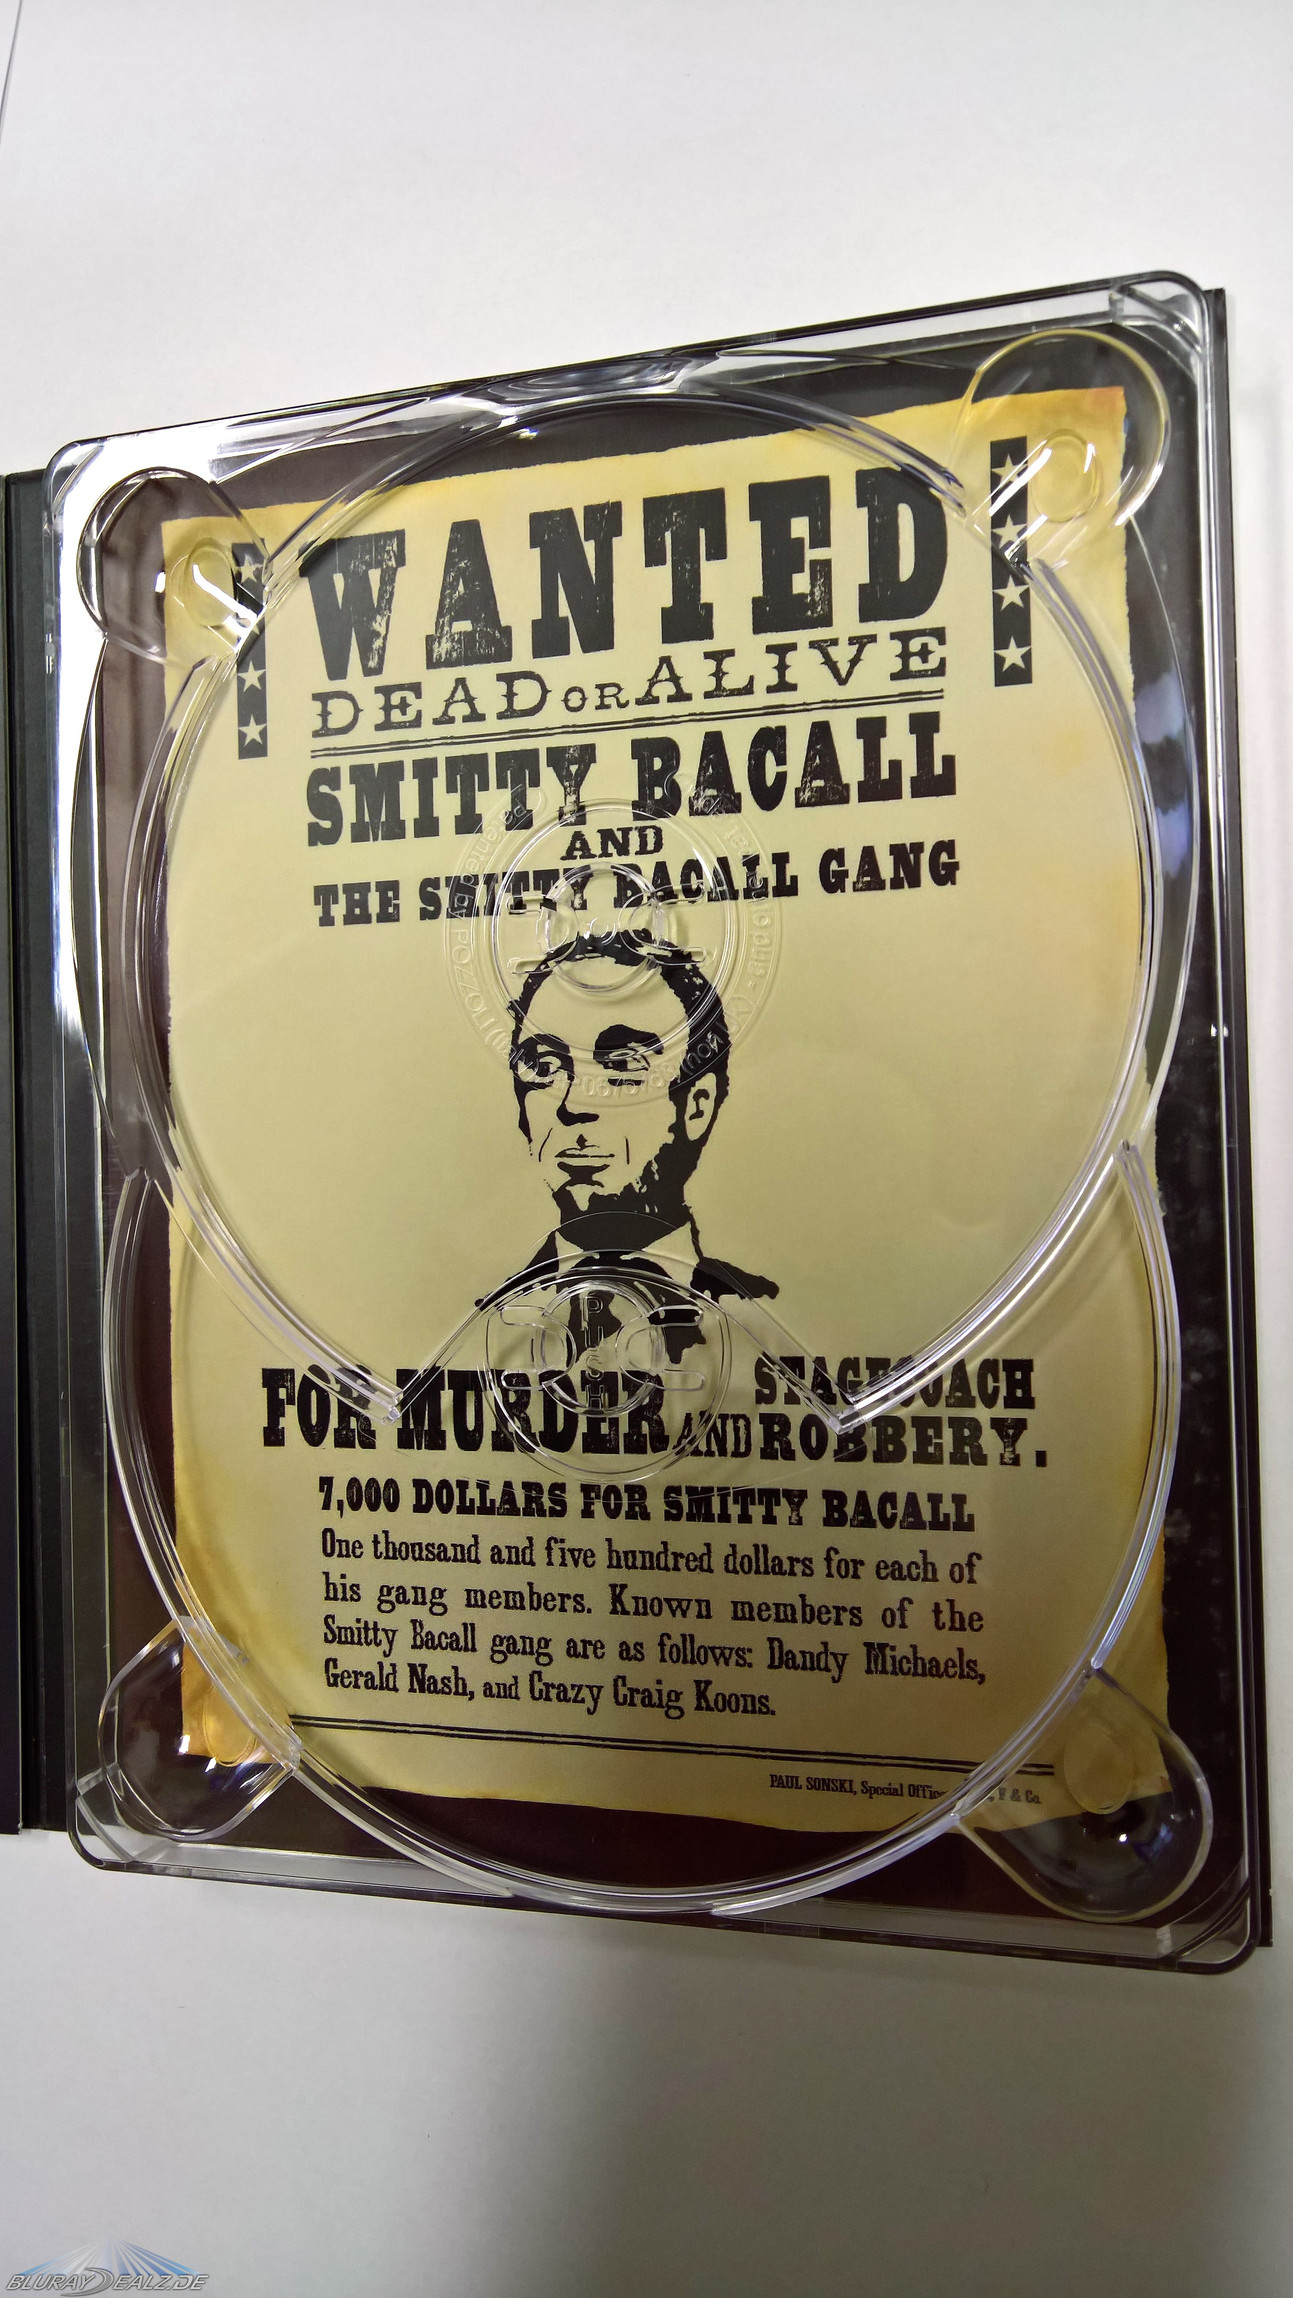 WANTED
DEAD OR ALIVE
SMITTY BACALL
AND
THE SMITTY BACALL GANG
PUSH
FOR MURDER AND STAGECOACH ROBBERY.
7,000 DOLLARS FOR SMITTY BACALL
One thousand and five hundred dollars for each of
his gang members. Known members of the
Smitty Bacall gang are as follows: Dandy Michaels,
Gerald Nash, and Crazy Craig Koons.
PAUL SONSKI, Special F & Co.
BLURAYDEALZ.DE